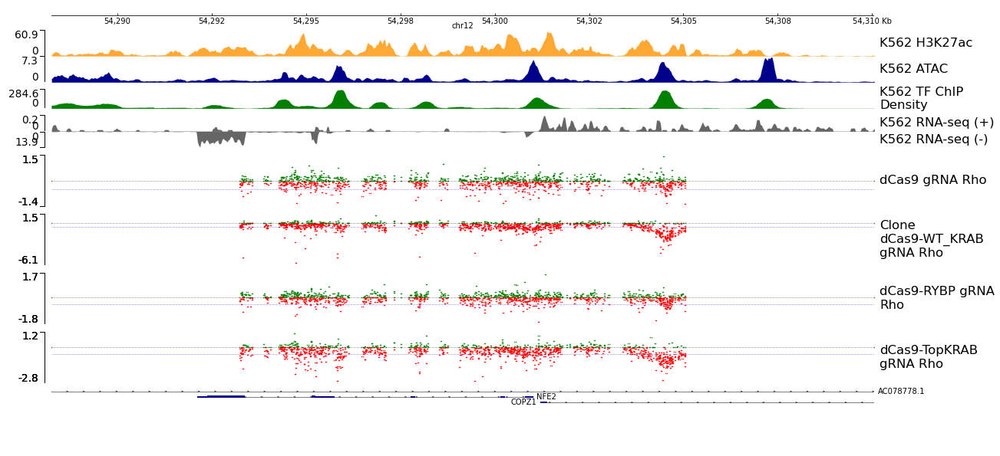 54,290 54,292 54,295 54,298 54,300 54,302 54,305 54,308 54,310 Kb
chr12
60.9
0
K562 H3K27ac
7.3
0
K562 ATAC
284.6
0
K562 TF ChIP
Density
0.2
0
K562 RNA-seq (+)
0
13.9
K562 RNA-seq (-)
1.5
-1.4
dCas9 gRNA Rho
1.5
-6.1
Clone
dCas9-WT_KRAB
gRNA Rho
1.7
-1.8
dCas9-RYBP gRNA
Rho
1.2
-2.8
dCas9-TopKRAB
gRNA Rho
AC078778.1
NFE2
COPZ1